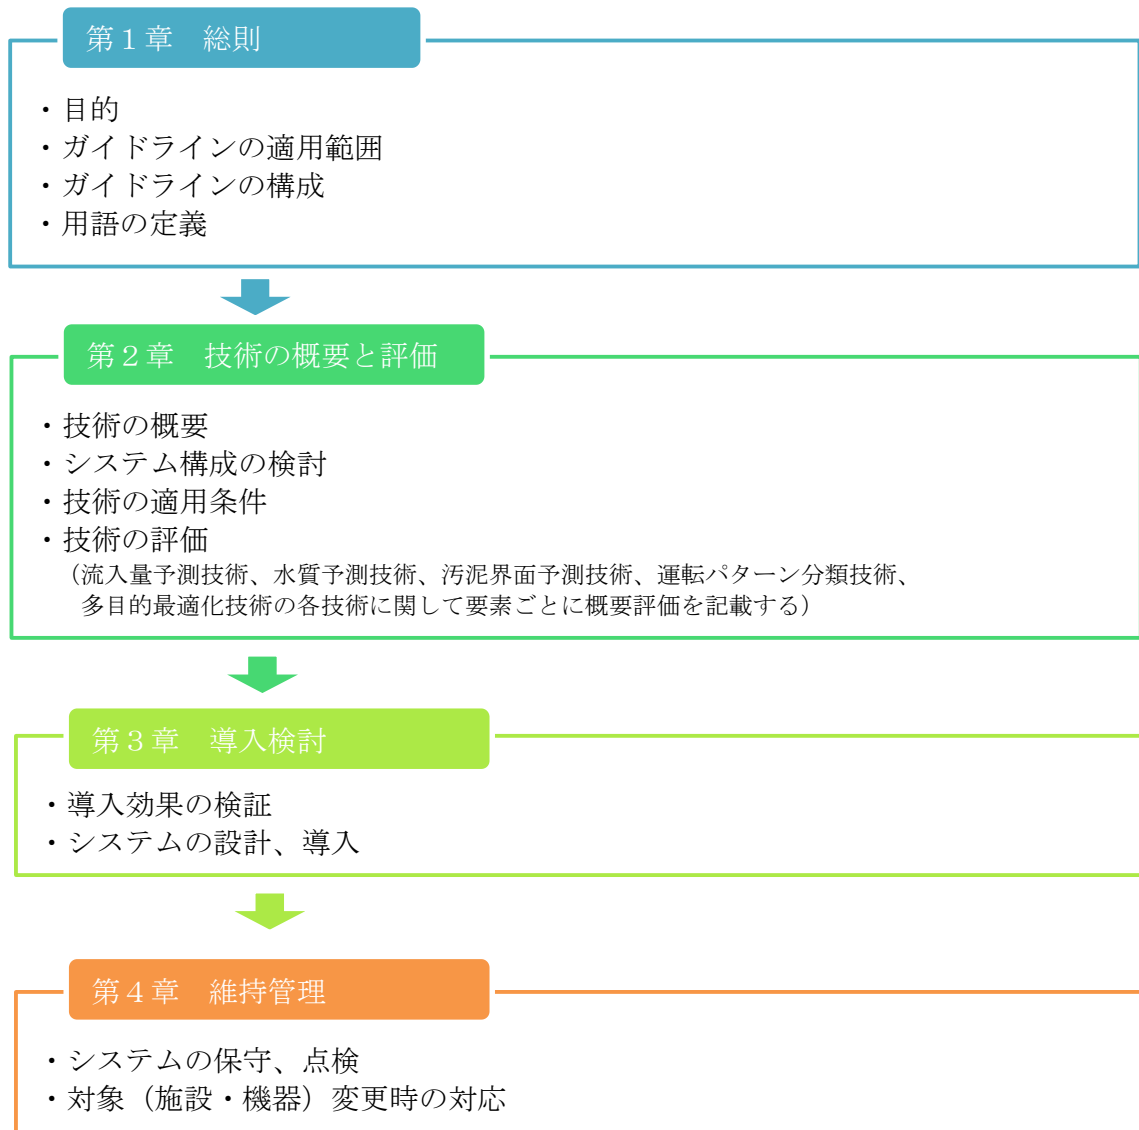 第１章　総則
・目的
・ガイドラインの適用範囲
・ガイドラインの構成
・用語の定義
第２章　技術の概要と評価
・技術の概要
・システム構成の検討
・技術の適用条件
・技術の評価
（流入量予測技術、水質予測技術、汚泥界面予測技術、運転パターン分類技術、
多目的最適化技術の各技術に関して要素ごとに概要評価を記載する）
第３章　導入検討
・導入効果の検証
・システムの設計、導入
第４章　維持管理
・システムの保守、点検
・対象（施設・機器）変更時の対応